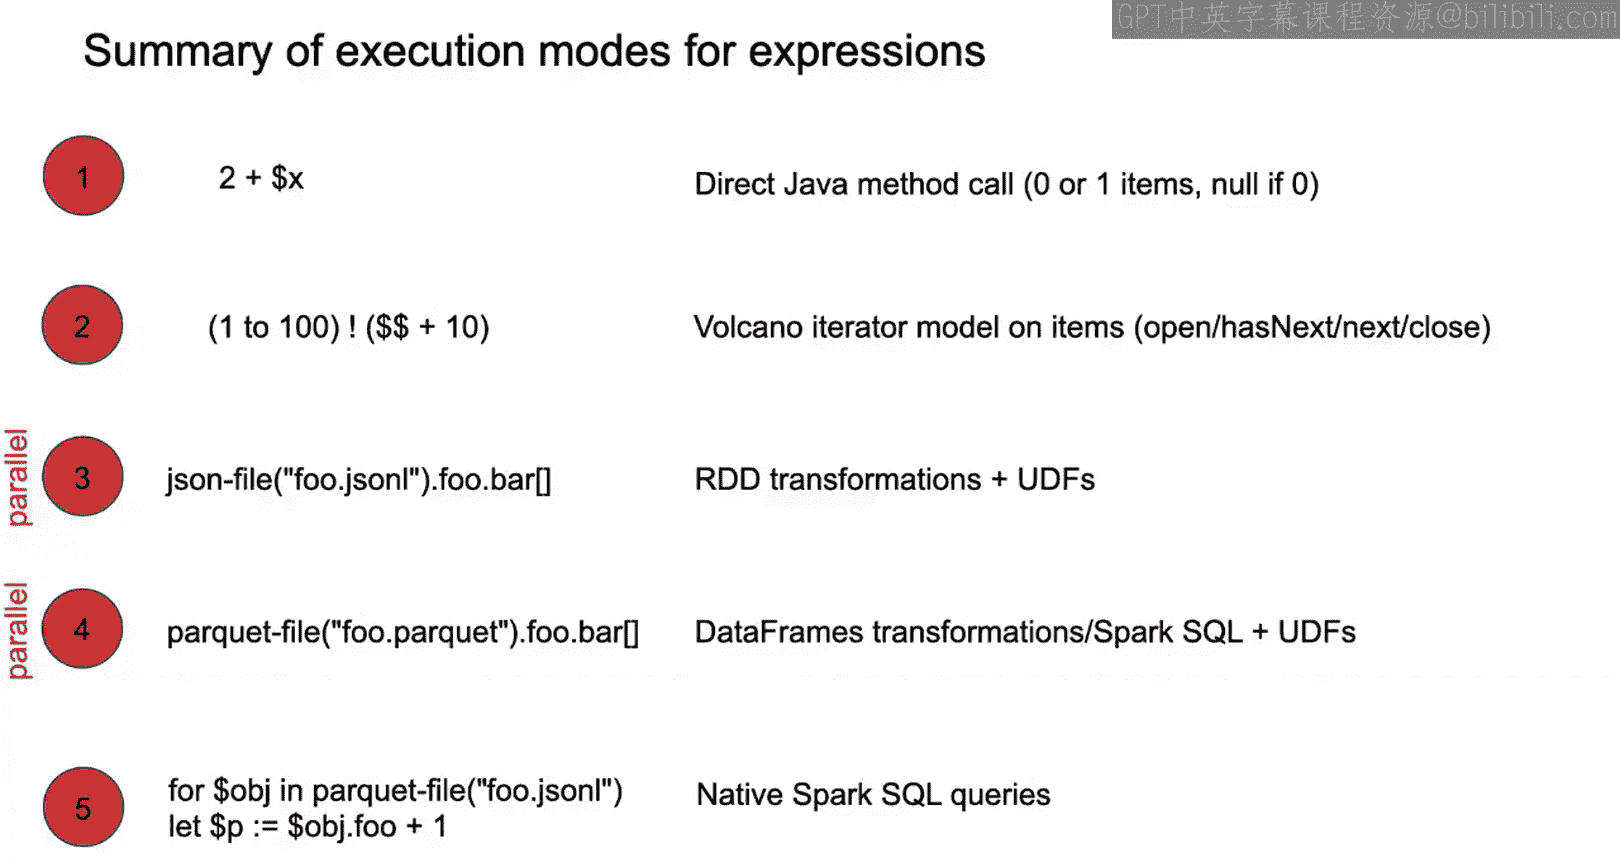 GPT中英字幕课程资源@bilibili.com
Summary of execution modes for expressions
1
2 + $x
Direct Java method call (0 or 1 items, null if 0)
2
(1 to 100) ! ($$ + 10)
Volcano iterator model on items (open/hasNext/next/close)
parallel
3
json-file("foo.jsonl").foo.bar[]
RDD transformations + UDFs
parallel
4
parquet-file("foo.parquet").foo.bar[]
DataFrames transformations/Spark SQL + UDFs
5
for $obj in parquet-file("foo.jsonl")
let $p := $obj.foo + 1
Native Spark SQL queries